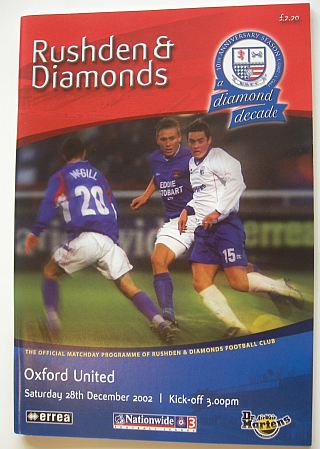 £2.20
Rushden &
Diamonds
10TH ANNIVERSARY SEASON
a
diamond
decade
McGILL
20
EDDIE
STOBART
15
THE OFFICIAL MATCHDAY PROGRAMME OF RUSHDEN & DIAMONDS FOOTBALL CLUB
Oxford United
Saturday 28th December 2002 | Kick-off 3.00pm
errea
Nationwide 3
FOOTBALL LEAGUE
Dr. Martens